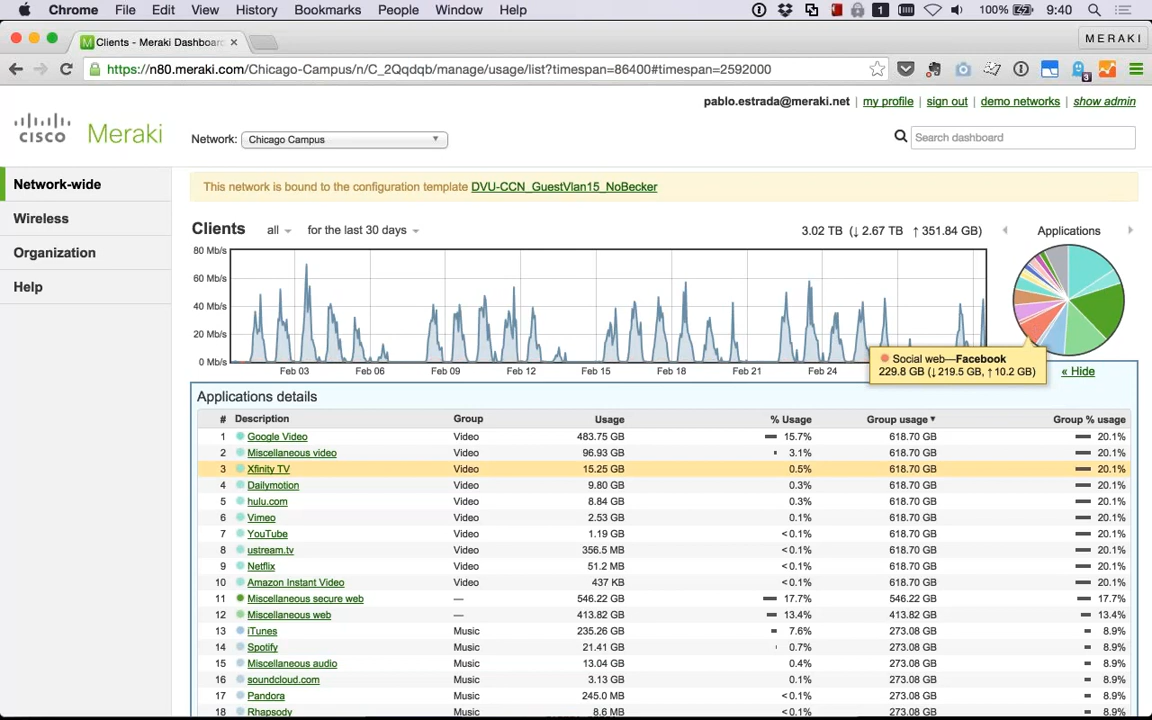 Chrome File Edit View History Bookmarks People Window Help 1 100% 9:40
Clients - Meraki Dashboar × MERAKI
https://n80.meraki.com/Chicago-Campus/n/C_2Qqdqb/manage/usage/list?timespan=86400#timespan=2592000 3
pablo.estrada@meraki.net | my profile | sign out | demo networks | show admin
CISCO Meraki Network: Chicago Campus Search dashboard
Network-wide
Wireless
Organization
Help
This network is bound to the configuration template DVU-CCN_GuestVlan15_NoBecker
Clients all for the last 30 days 3.02 TB (↓ 2.67 TB ↑ 351.84 GB) Applications
80 Mb/s
60 Mb/s
40 Mb/s
20 Mb/s
0 Mb/s
Feb 03 Feb 06 Feb 09 Feb 12 Feb 15 Feb 18 Feb 21 Feb 24
Social web—Facebook
229.8 GB (↓219.5 GB, ↑10.2 GB)
« Hide
Applications details
# Description Group Usage % Usage Group usage ▼ Group % usage
1 Google Video Video 483.75 GB 15.7% 618.70 GB 20.1%
2 Miscellaneous video Video 96.93 GB 3.1% 618.70 GB 20.1%
3 Xfinity TV Video 15.25 GB 0.5% 618.70 GB 20.1%
4 Dailymotion Video 9.80 GB 0.3% 618.70 GB 20.1%
5 hulu.com Video 8.84 GB 0.3% 618.70 GB 20.1%
6 Vimeo Video 2.53 GB 0.1% 618.70 GB 20.1%
7 YouTube Video 1.19 GB <0.1% 618.70 GB 20.1%
8 ustream.tv Video 356.5 MB <0.1% 618.70 GB 20.1%
9 Netflix Video 51.2 MB <0.1% 618.70 GB 20.1%
10 Amazon Instant Video Video 437 KB <0.1% 618.70 GB 20.1%
11 Miscellaneous secure web — 546.22 GB 17.7% 546.22 GB 17.7%
12 Miscellaneous web — 413.82 GB 13.4% 413.82 GB 13.4%
13 iTunes Music 235.26 GB 7.6% 273.08 GB 8.9%
14 Spotify Music 21.41 GB 0.7% 273.08 GB 8.9%
15 Miscellaneous audio Music 13.04 GB 0.4% 273.08 GB 8.9%
16 soundcloud.com Music 3.13 GB 0.1% 273.08 GB 8.9%
17 Pandora Music 245.0 MB <0.1% 273.08 GB 8.9%
18 Rhapsody Music 8.6 MB <0.1% 273.08 GB 8.9%